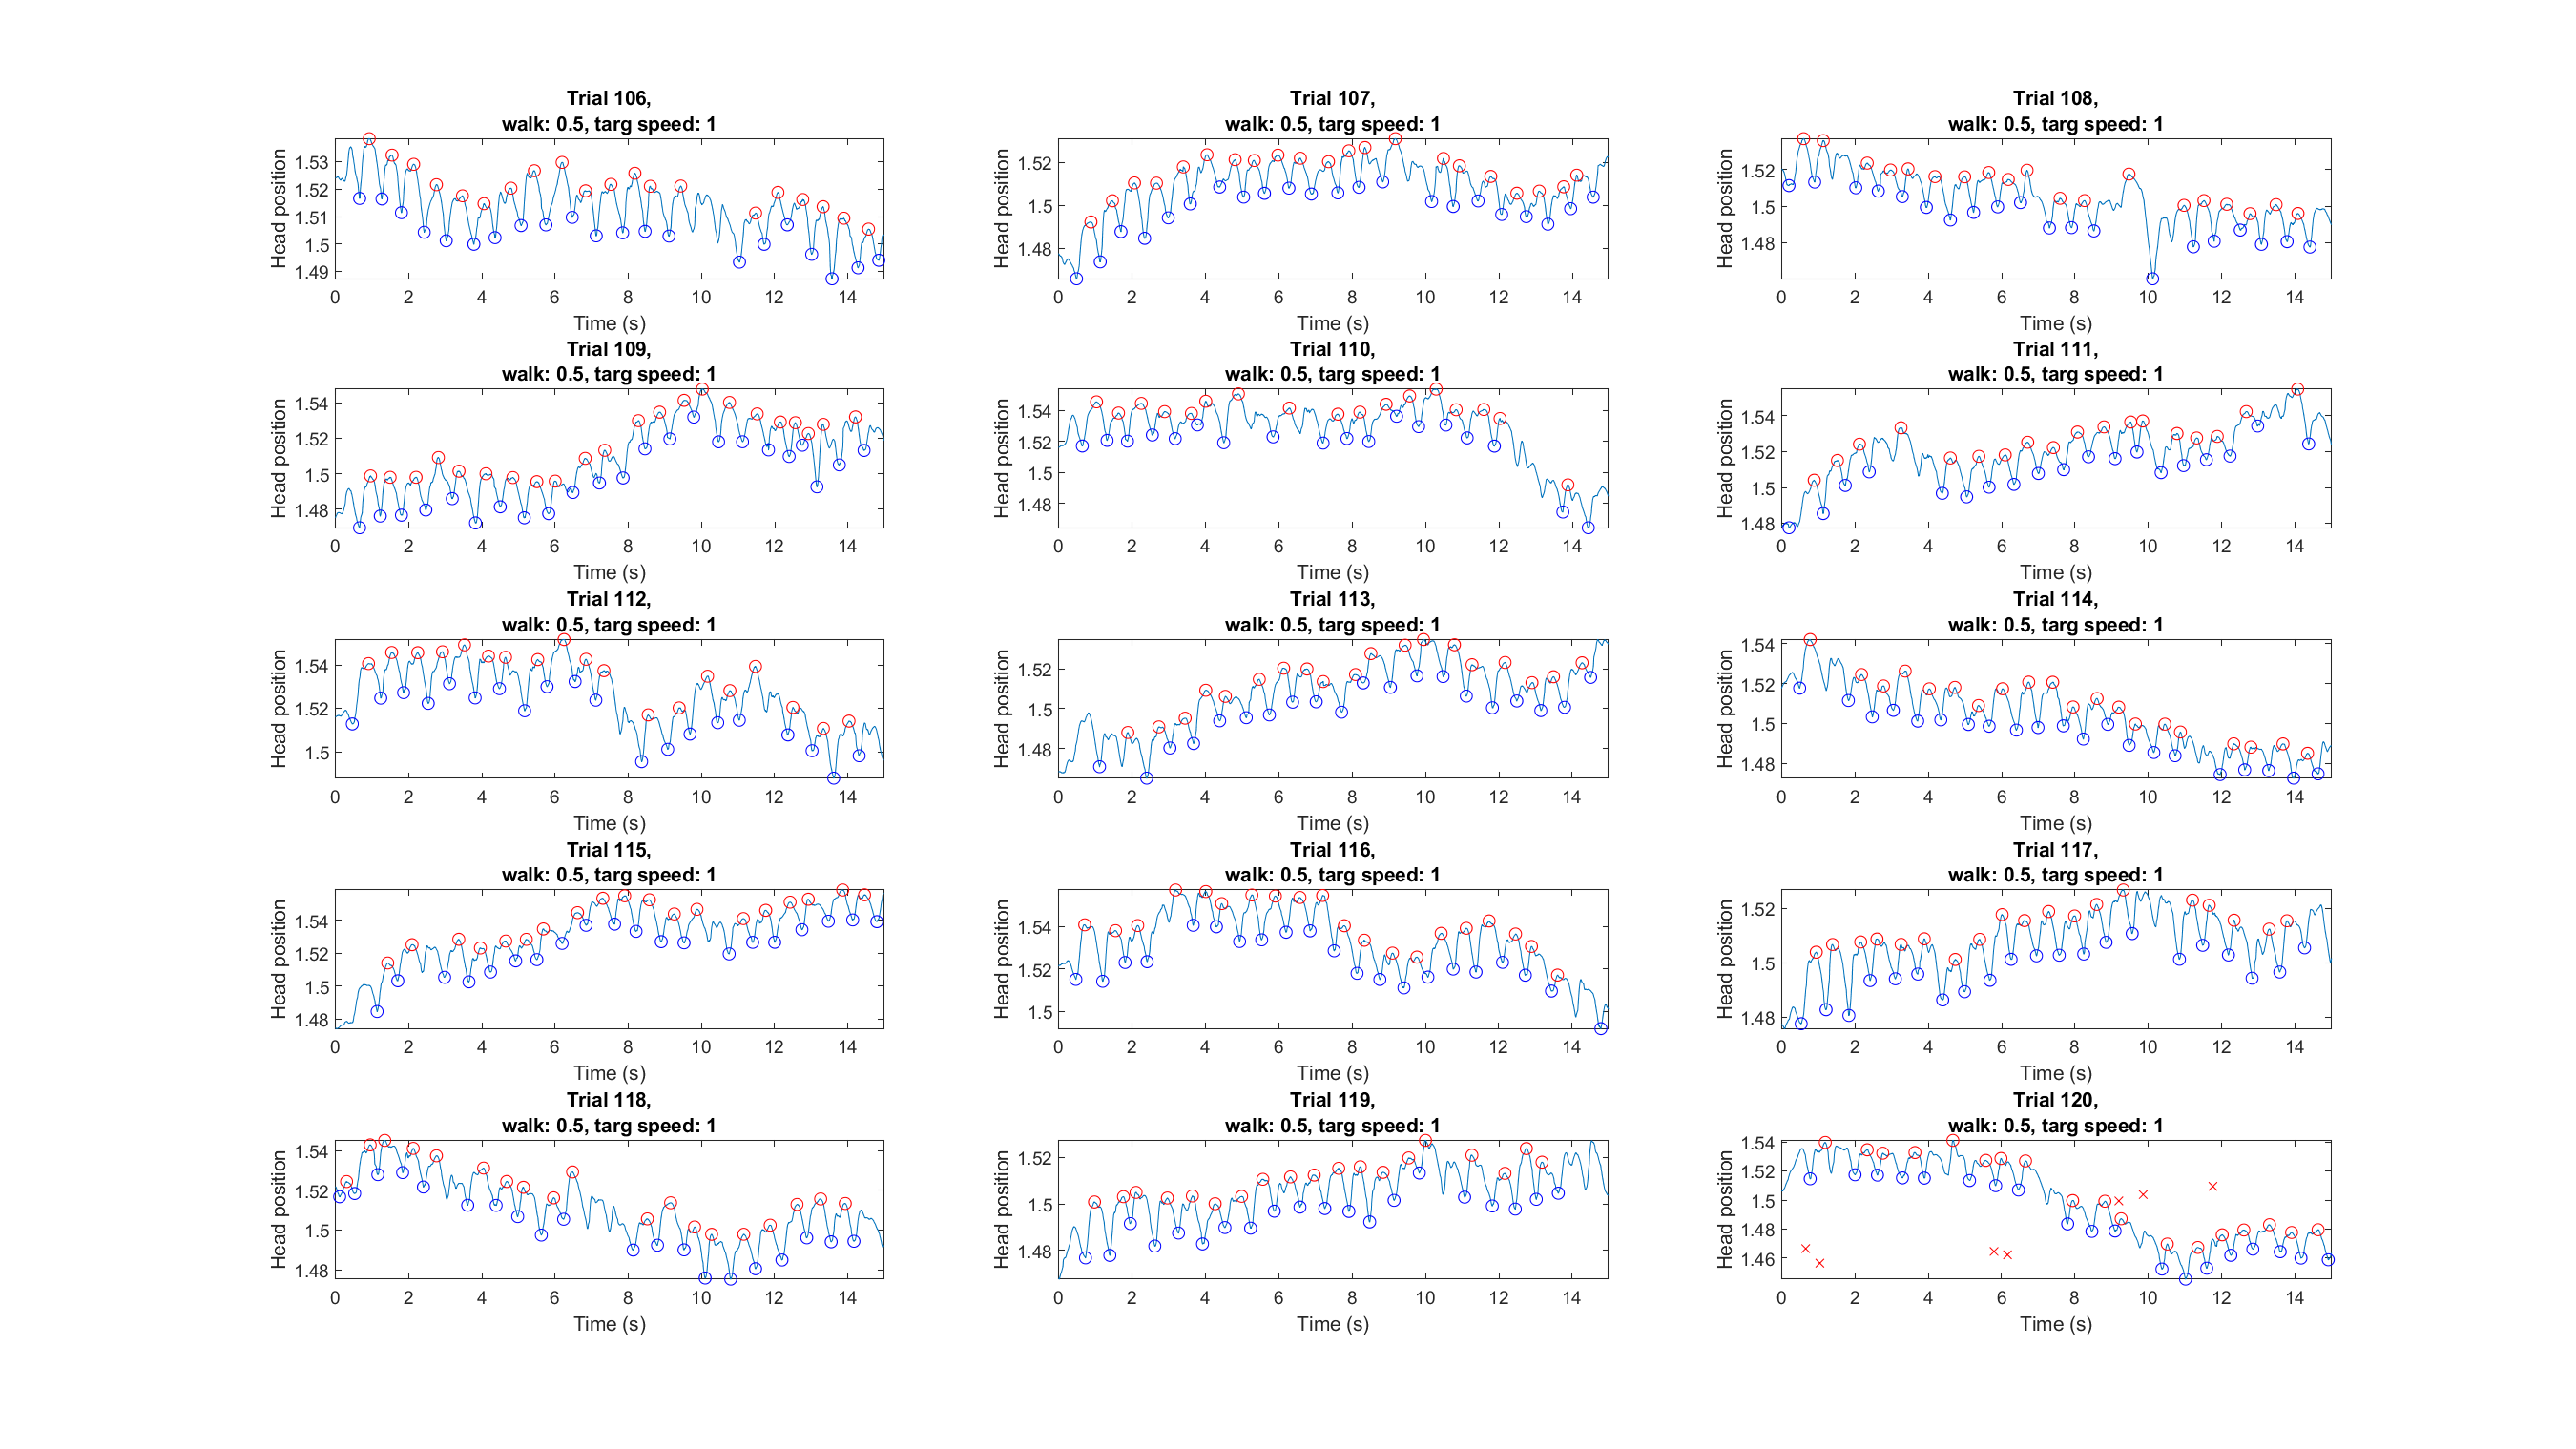 Trial 106,
walk: 0.5, targ speed: 1
Head position
1.53
1.52
1.51
1.5
1.49
0 2 4 6 8 10 12 14
Time (s)
Trial 107,
walk: 0.5, targ speed: 1
Head position
1.52
1.5
1.48
0 2 4 6 8 10 12 14
Time (s)
Trial 108,
walk: 0.5, targ speed: 1
Head position
1.52
1.5
1.48
0 2 4 6 8 10 12 14
Time (s)
Trial 109,
walk: 0.5, targ speed: 1
Head position
1.54
1.52
1.5
1.48
0 2 4 6 8 10 12 14
Time (s)
Trial 110,
walk: 0.5, targ speed: 1
Head position
1.54
1.52
1.5
1.48
0 2 4 6 8 10 12 14
Time (s)
Trial 111,
walk: 0.5, targ speed: 1
Head position
1.54
1.52
1.5
1.48
0 2 4 6 8 10 12 14
Time (s)
Trial 112,
walk: 0.5, targ speed: 1
Head position
1.54
1.52
1.5
0 2 4 6 8 10 12 14
Time (s)
Trial 113,
walk: 0.5, targ speed: 1
Head position
1.52
1.5
1.48
0 2 4 6 8 10 12 14
Time (s)
Trial 114,
walk: 0.5, targ speed: 1
Head position
1.54
1.52
1.5
1.48
0 2 4 6 8 10 12 14
Time (s)
Trial 115,
walk: 0.5, targ speed: 1
Head position
1.54
1.52
1.5
1.48
0 2 4 6 8 10 12 14
Time (s)
Trial 116,
walk: 0.5, targ speed: 1
Head position
1.54
1.52
1.5
0 2 4 6 8 10 12 14
Time (s)
Trial 117,
walk: 0.5, targ speed: 1
Head position
1.52
1.5
1.48
0 2 4 6 8 10 12 14
Time (s)
Trial 118,
walk: 0.5, targ speed: 1
Head position
1.54
1.52
1.5
1.48
0 2 4 6 8 10 12 14
Time (s)
Trial 119,
walk: 0.5, targ speed: 1
Head position
1.52
1.5
1.48
0 2 4 6 8 10 12 14
Time (s)
Trial 120,
walk: 0.5, targ speed: 1
Head position
1.54
1.52
1.5
1.48
1.46
0 2 4 6 8 10 12 14
Time (s)